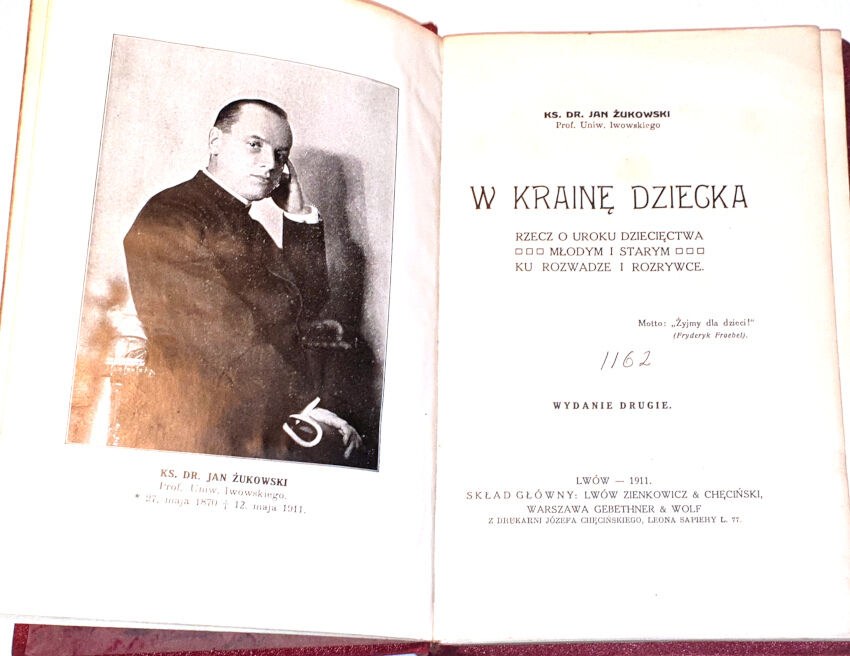 KS. DR. JAN ŻUKOWSKI
Prof. Uniw. lwowskiego.
* 27. maja 1870 † 12. maja 1911.
KS. DR. JAN ŻUKOWSKI
Prof. Uniw. lwowskiego
W KRAINĘ DZIECKA
RZECZ O UROKU DZIECIĘCTWA
□□□ MŁODYM I STARYM □□□
KU ROZWADZE I ROZRYWCE.
Motto: „Żyjmy dla dzieci!“
(Fryderyk Froebel).
1162
WYDANIE DRUGIE.
LWÓW — 1911.
SKŁAD GŁÓWNY: LWÓW ZIENKOWICZ & CHĘCIŃSKI,
WARSZAWA GEBETHNER & WOLF
Z DRUKARNI JÓZEFA CHĘCIŃSKIEGO, LEONA SAPIEHY L. 77.